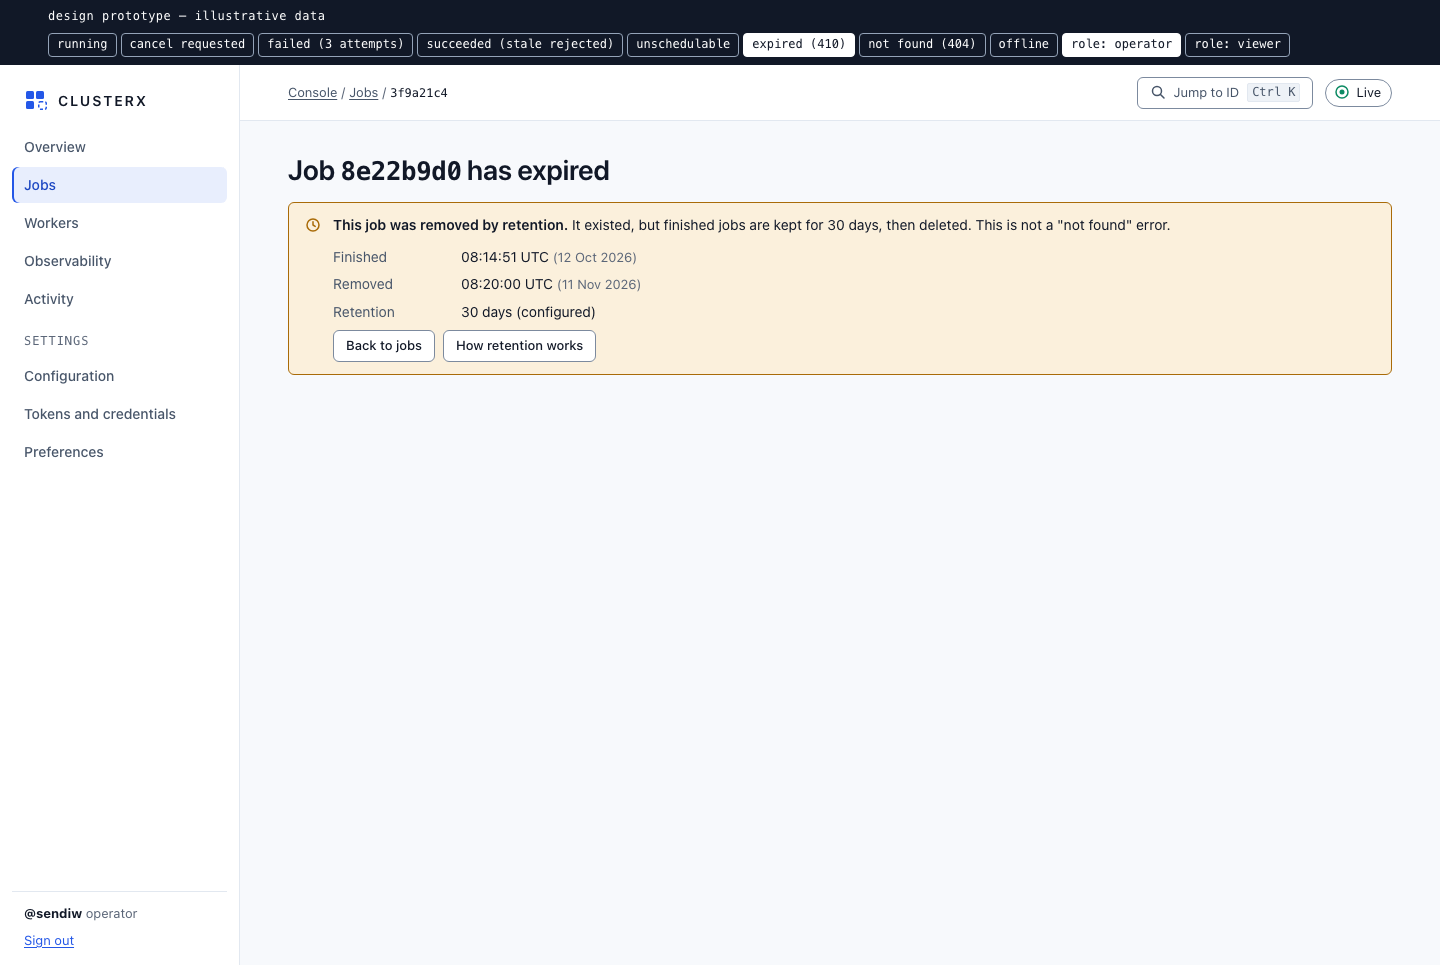 design prototype — illustrative data
running cancel requested failed (3 attempts) succeeded (stale rejected) unschedulable expired (410) not found (404) offline role: operator role: viewer
CLUSTERX
Overview
Jobs
Workers
Observability
Activity
SETTINGS
Configuration
Tokens and credentials
Preferences
@sendiw operator
Sign out
Console / Jobs / 3f9a21c4
Jump to ID Ctrl K
Live
Job 8e22b9d0 has expired
This job was removed by retention. It existed, but finished jobs are kept for 30 days, then deleted. This is not a "not found" error.
Finished 08:14:51 UTC (12 Oct 2026)
Removed 08:20:00 UTC (11 Nov 2026)
Retention 30 days (configured)
Back to jobs How retention works